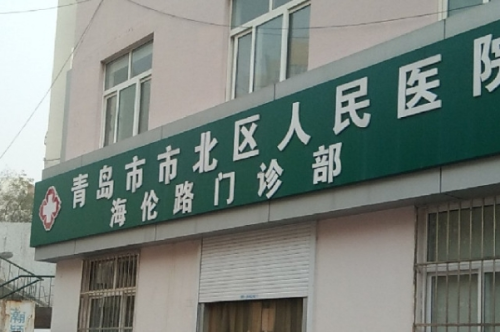 青岛市市北区人民医院
海伦路门诊部